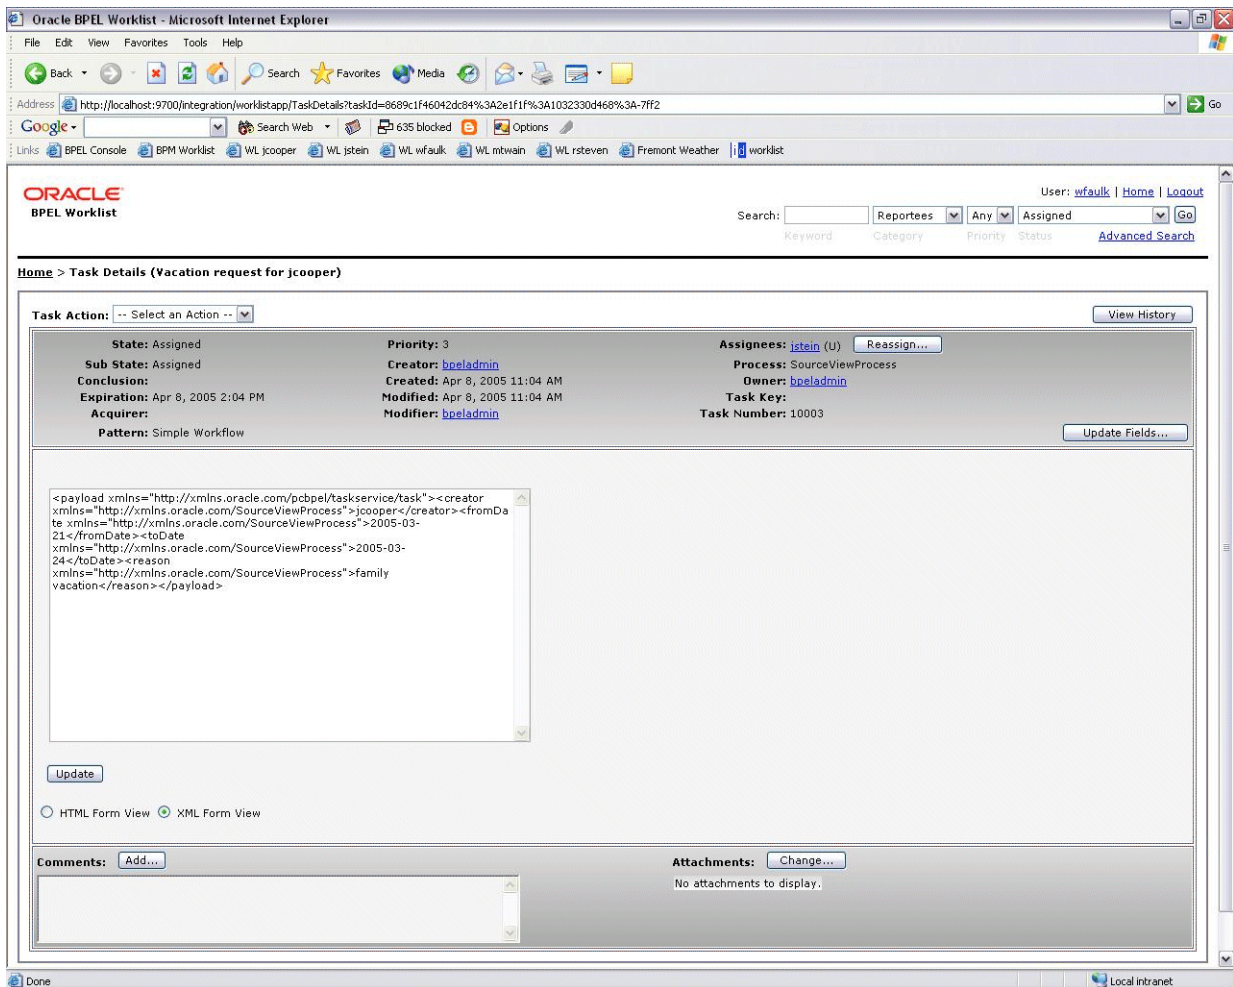 Oracle BPEL Worklist - Microsoft Internet Explorer
File Edit View Favorites Tools Help
Back Search Favorites Media
Address http://localhost:9700/integration/worklistapp/TaskDetails?taskId=8689c1f46042dc84%3A2e1f1f%3A1032330d468%3A-7ff2 Go
Google Search Web 635 blocked Options
Links BPEL Console BPM Worklist WL jcooper WL jstein WL wfaulk WL mtwain WL rsteven Fremont Weather id worklist
ORACLE
BPEL Worklist
User: wfaulk | Home | Logout
Search: Reportees Any Assigned Go
Keyword Category Priority Status Advanced Search
Home > Task Details (Vacation request for jcooper)
Task Action: -- Select an Action -- View History
State: Assigned Priority: 3 Assignees: jstein (U) Reassign...
Sub State: Assigned Creator: bpeladmin Process: SourceViewProcess
Conclusion: Created: Apr 8, 2005 11:04 AM Owner: bpeladmin
Expiration: Apr 8, 2005 2:04 PM Modified: Apr 8, 2005 11:04 AM Task Key:
Acquirer: Modifier: bpeladmin Task Number: 10003
Pattern: Simple Workflow Update Fields...
<payload xmlns="http://xmlns.oracle.com/pcbpel/taskservice/task"><creator
xmlns="http://xmlns.oracle.com/SourceViewProcess">jcooper</creator><fromDa
te xmlns="http://xmlns.oracle.com/SourceViewProcess">2005-03-
21</fromDate><toDate
xmlns="http://xmlns.oracle.com/SourceViewProcess">2005-03-
24</toDate><reason
xmlns="http://xmlns.oracle.com/SourceViewProcess">family
vacation</reason></payload>
Update
HTML Form View XML Form View
Comments: Add... Attachments: Change...
No attachments to display.
Done Local intranet